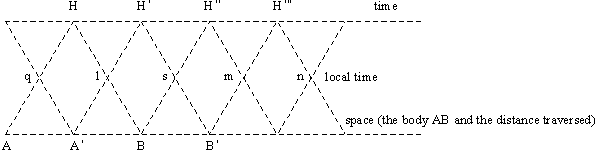 H H' H'' H''' time
q l s m n local time
space (the body AB and the distance traversed)
A A' B B'